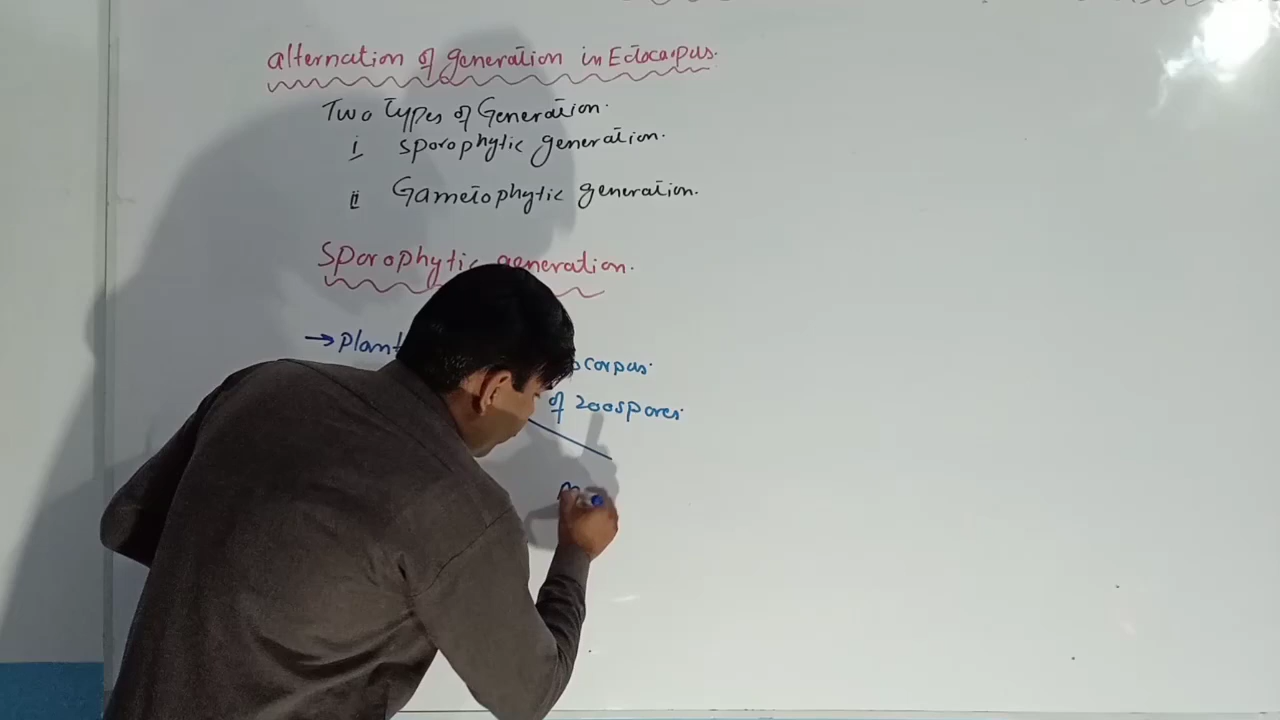 alternation of generation in Ectocarpus.
Two Types of Generation.
i sporophytic generation.
ii Gametophytic generation.
Sporophytic generation.
→ plant
ocarpus.
of zoospores.